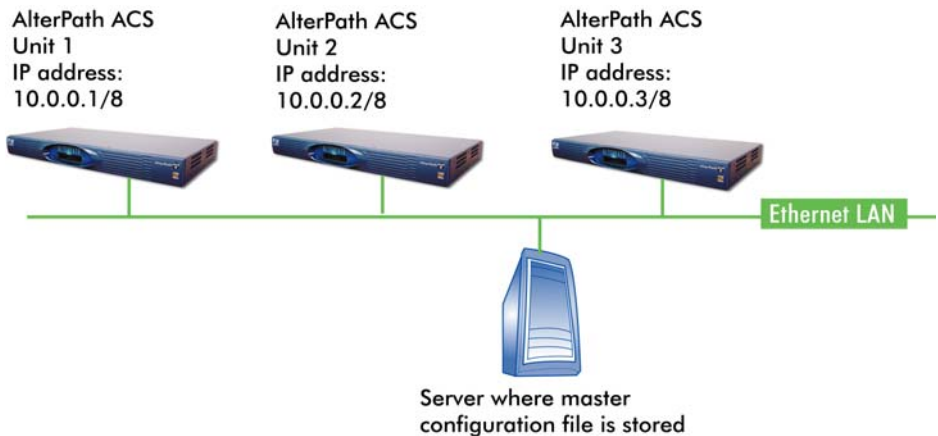 AlterPath ACS
Unit 1
IP address:
10.0.0.1/8
AlterPath ACS
Unit 2
IP address:
10.0.0.2/8
AlterPath ACS
Unit 3
IP address:
10.0.0.3/8
Ethernet LAN
Server where master
configuration file is stored